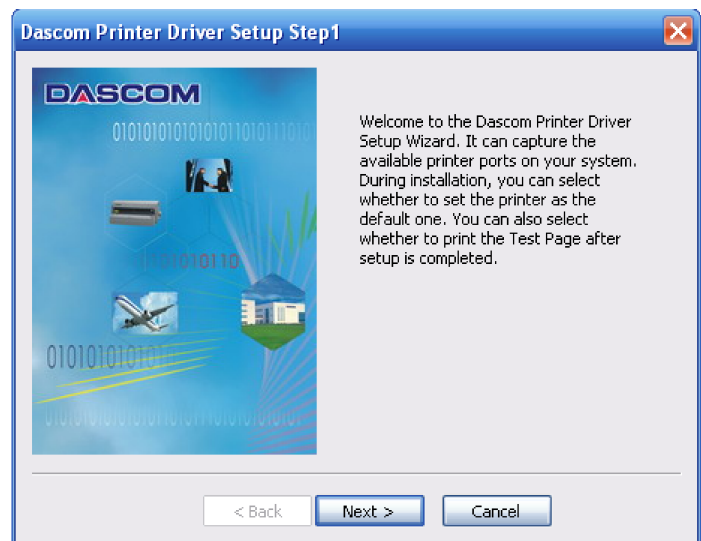 Dascom Printer Driver Setup Step1
DASCOM
Welcome to the Dascom Printer Driver
Setup Wizard. It can capture the
available printer ports on your system.
During installation, you can select
whether to set the printer as the
default one. You can also select
whether to print the Test Page after
setup is completed.
< Back
Next >
Cancel